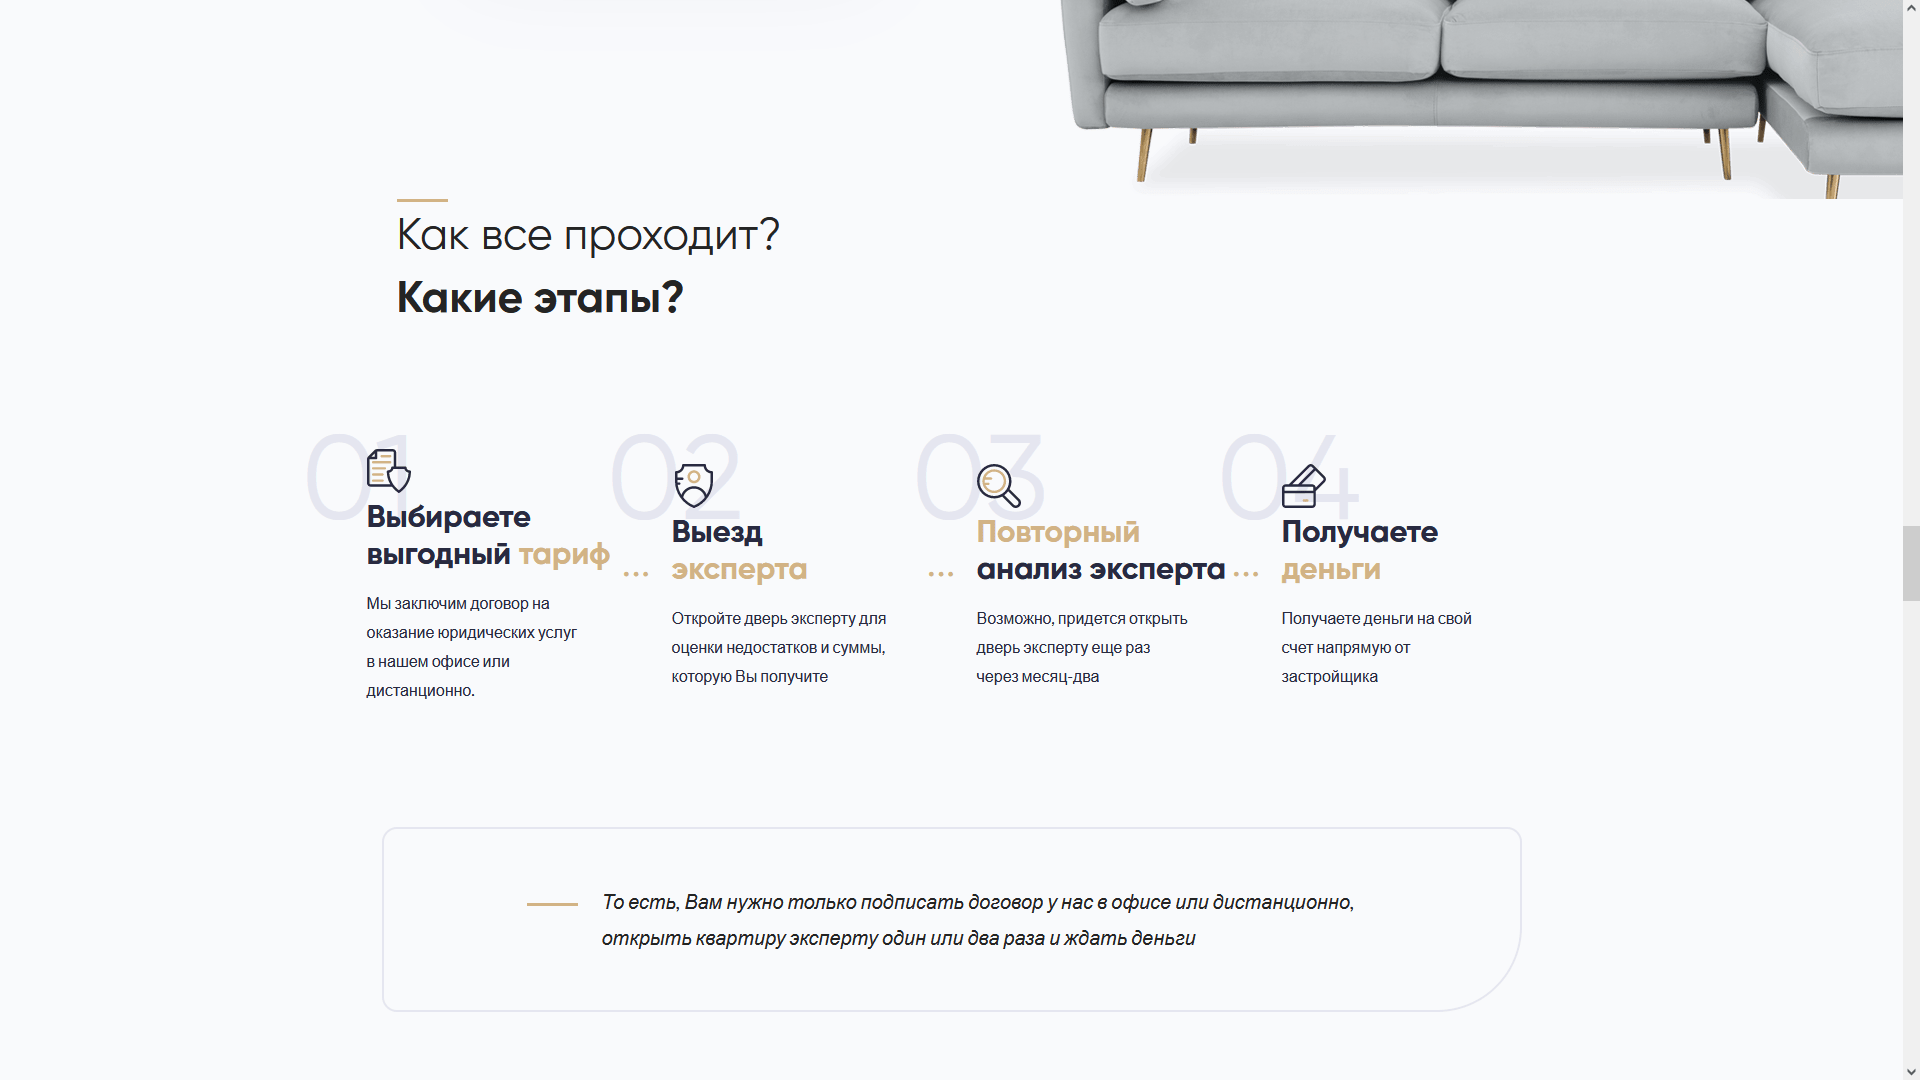 Как все проходит?
Какие этапы?
01
Выбираете
выгодный тариф
Мы заключим договор на
оказание юридических услуг
в нашем офисе или
дистанционно.
...
02
Выезд
эксперта
Откройте дверь эксперту для
оценки недостатков и суммы,
которую Вы получите
...
03
Повторный
анализ эксперта
Возможно, придется открыть
дверь эксперту еще раз
через месяц-два
...
04
Получаете
деньги
Получаете деньги на свой
счет напрямую от
застройщика
То есть, Вам нужно только подписать договор у нас в офисе или дистанционно,
открыть квартиру эксперту один или два раза и ждать деньги